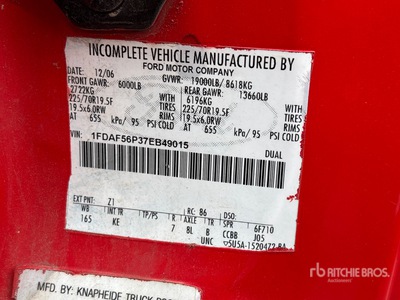 INCOMPLETE VEHICLE MANUFACTURED BY
FORD MOTOR COMPANY
DATE: 12/06 GVWR: 19000LB/ 8618KG
FRONT GAWR: 6000LB REAR GAWR: 13660LB
2722KG WITH 6196KG WITH
225/70R19.5F TIRES 225/70R19.5F TIRES
19.5x6.0RW RIMS 19.5x6.0RW RIMS
AT 655 kPa/ 95 PSI COLD AT 655 kPa/ 95 PSI COLD
VIN: 1FDAF56P37EB49015 DUAL
EXT PNT: Z1 RC: 86 DSO:
WB INT TR TP/PS R AXLE TR SPR 6F710
165 KE 7 8L B CCBB J05
UNC ▽5U5A-1520472-BA
rb RITCHIE BROS.
Authenticated
MFD. BY: KNAPHEIDE TRUCK